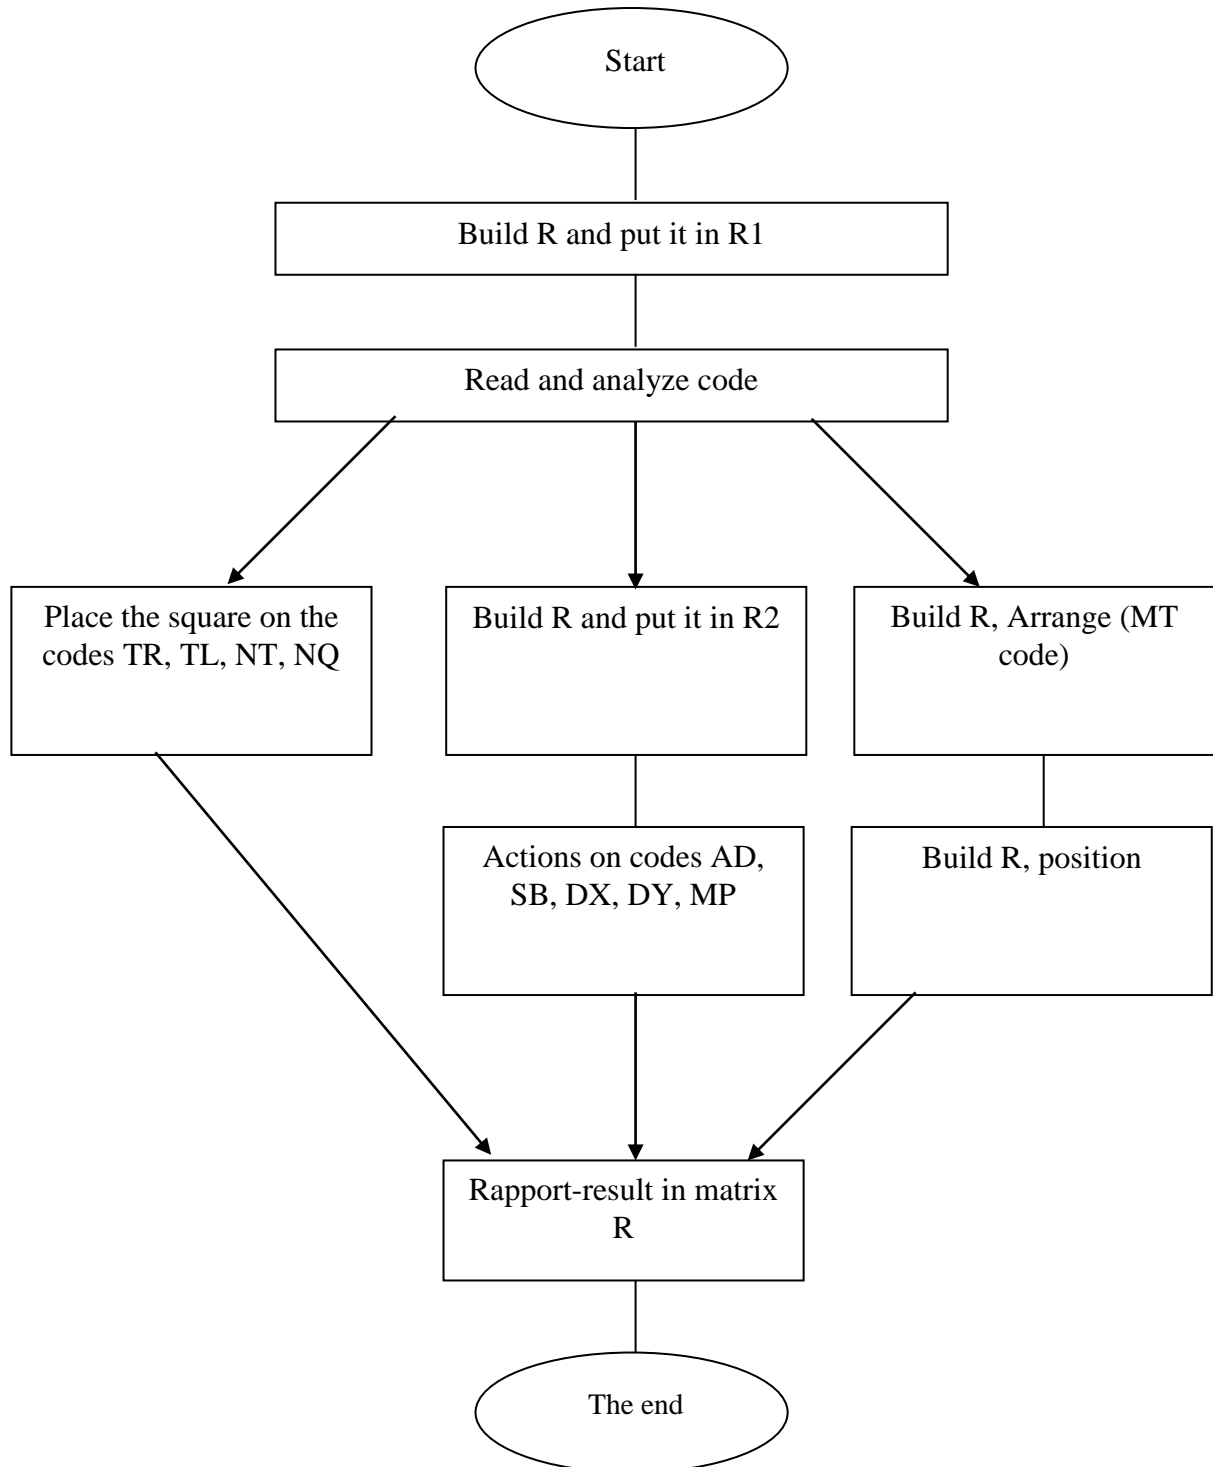 Start
Build R and put it in R1
Read and analyze code
Place the square on the
codes TR, TL, NT, NQ
Build R and put it in R2
Build R, Arrange (MT
code)
Actions on codes AD,
SB, DX, DY, MP
Build R, position
Rapport-result in matrix
R
The end